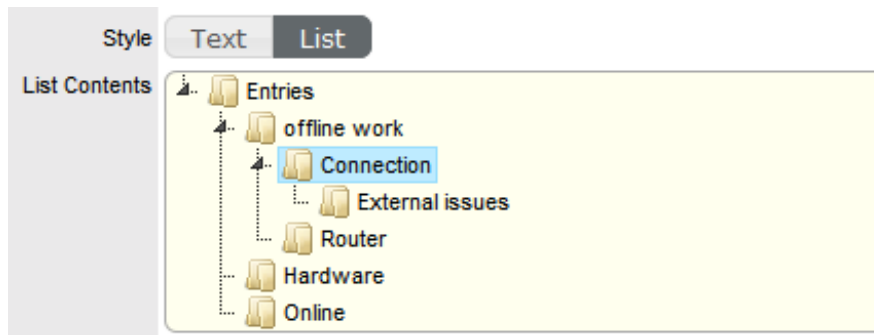 Style Text List
List Contents Entries
offline work
Connection
External issues
Router
Hardware
Online